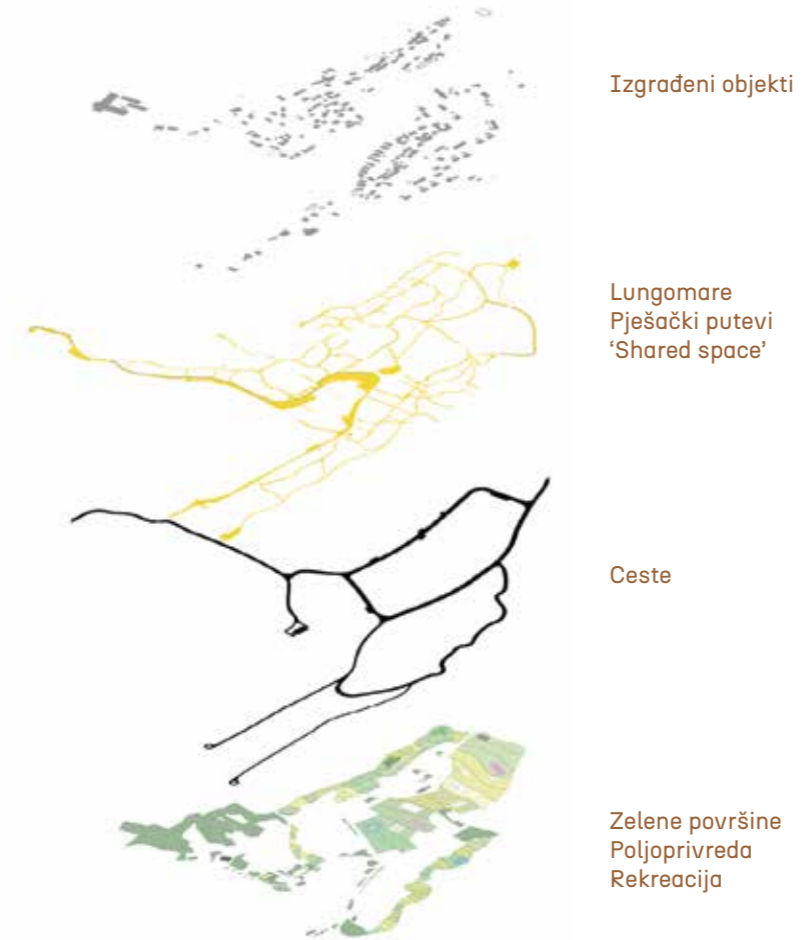 Izgrađeni objekti
Lungomare
Pješački putevi
‘Shared space’
Ceste
Zelene površine
Poljoprivreda
Rekreacija